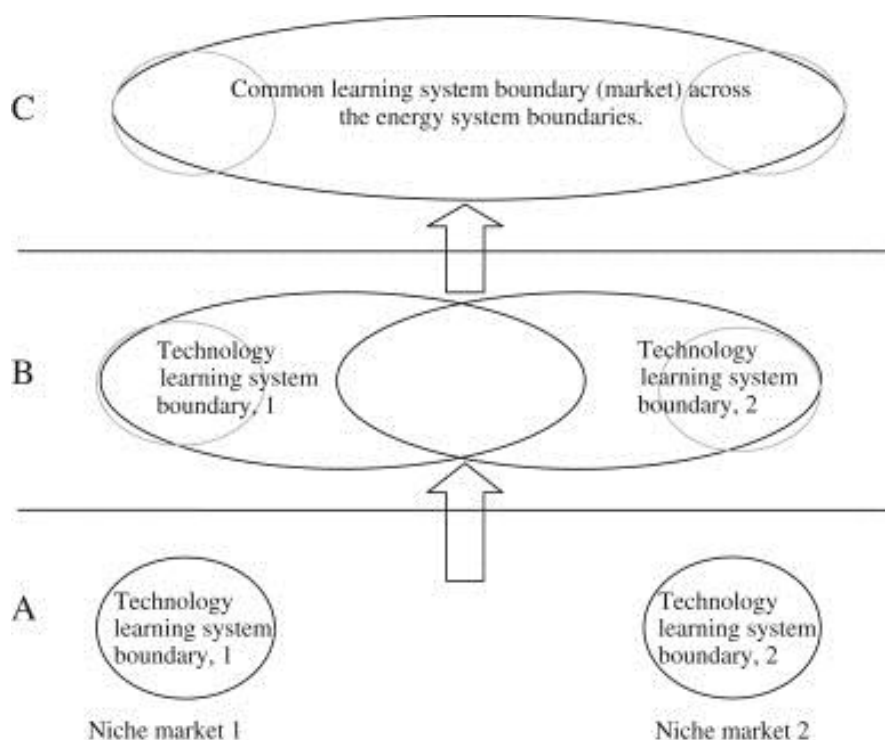 C
Common learning system boundary (market) across
the energy system boundaries.
B
Technology
learning system
boundary, 1
Technology
learning system
boundary, 2
A
Technology
learning system
boundary, 1
Technology
learning system
boundary, 2
Niche market 1
Niche market 2